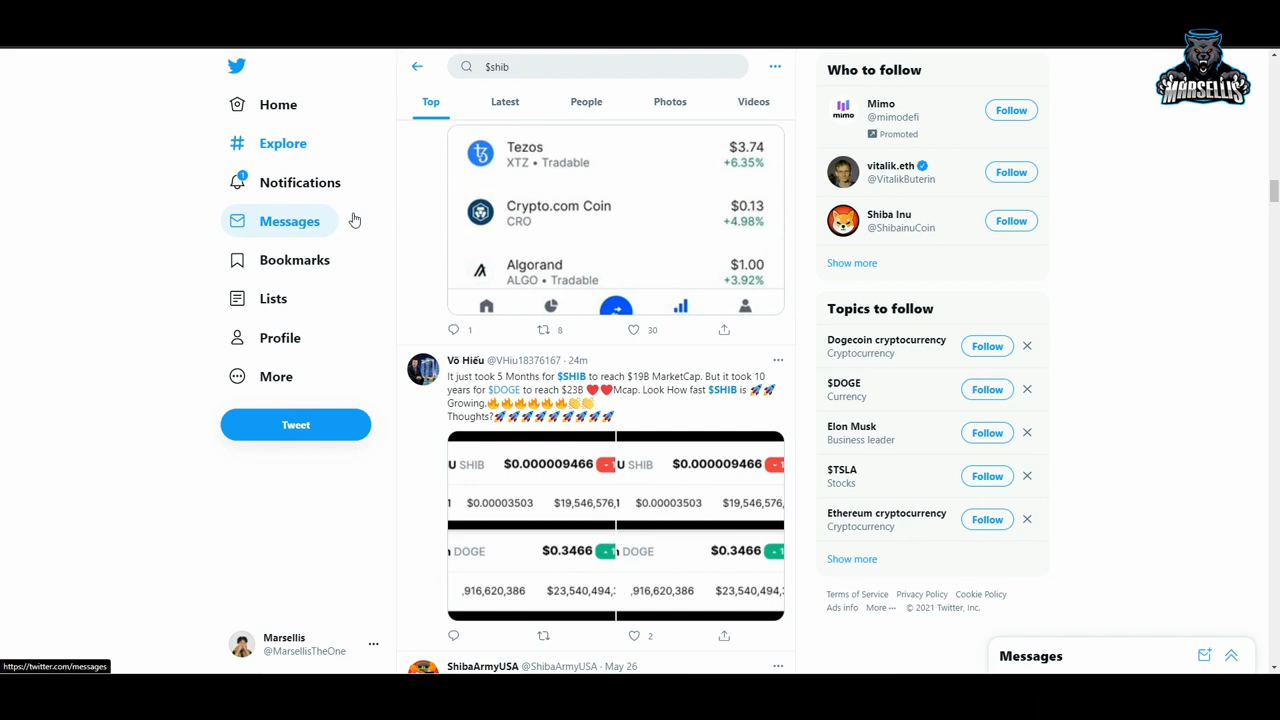 MARSELLIS
$shib
Home
Explore
1
Notifications
Messages
Bookmarks
Lists
Profile
More
Tweet
Marsellis
@MarsellisTheOne
https://twitter.com/messages
Top
Latest
People
Photos
Videos
Tezos
$3.74
XTZ • Tradable
+6.35%
Crypto.com Coin
$0.13
CRO
+4.98%
Algorand
$1.00
ALGO • Tradable
+3.92%
1
8
30
Võ Hiếu @VHiu18376167 · 24m
It just took 5 Months for $SHIB to reach $19B MarketCap. But it took 10
years for $DOGE to reach $23B ❤️❤️Mcap. Look How fast $SHIB is 🚀🚀
Growing.🔥🔥🔥🔥🔥🔥👏👏
Thoughts?🚀🚀🚀🚀🚀🚀🚀🚀🚀
U SHIB $0.000009466 U SHIB $0.000009466
1 $0.00003503 $19,546,576, 1 $0.00003503 $19,546,576,
DOGE $0.3466 DOGE $0.3466
,916,620,386 $23,540,494, ,916,620,386 $23,540,494,
2
ShibaArmyUSA @ShibaArmyUSA · May 26
Who to follow
mimo
Mimo
@mimodefi
Promoted
Follow
vitalik.eth
@VitalikButerin
Follow
Shiba Inu
@ShibainuCoin
Follow
Show more
Topics to follow
Dogecoin cryptocurrency
Cryptocurrency
Follow
$DOGE
Currency
Follow
Elon Musk
Business leader
Follow
$TSLA
Stocks
Follow
Ethereum cryptocurrency
Cryptocurrency
Follow
Show more
Terms of Service Privacy Policy Cookie Policy
Ads info More ··· © 2021 Twitter, Inc.
Messages